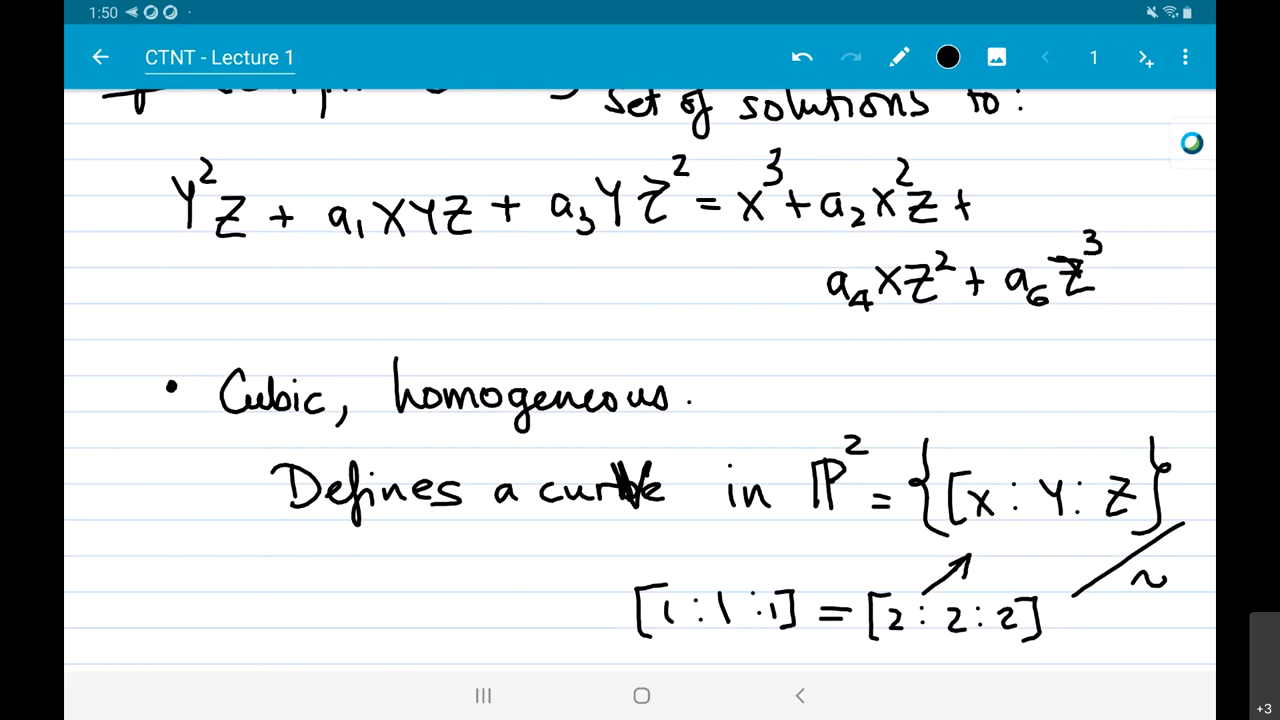 1:50
CTNT - Lecture 1
1
set of solutions to:
Y²Z + a₁XYZ + a₃YZ² = X³ + a₂X²Z +
a₄XZ² + a₆Z³
• Cubic, homogeneous.
Defines a curve in ℙ² = {[X : Y : Z}/~
[1 : 1 : 1] = [2 : 2 : 2]
+3